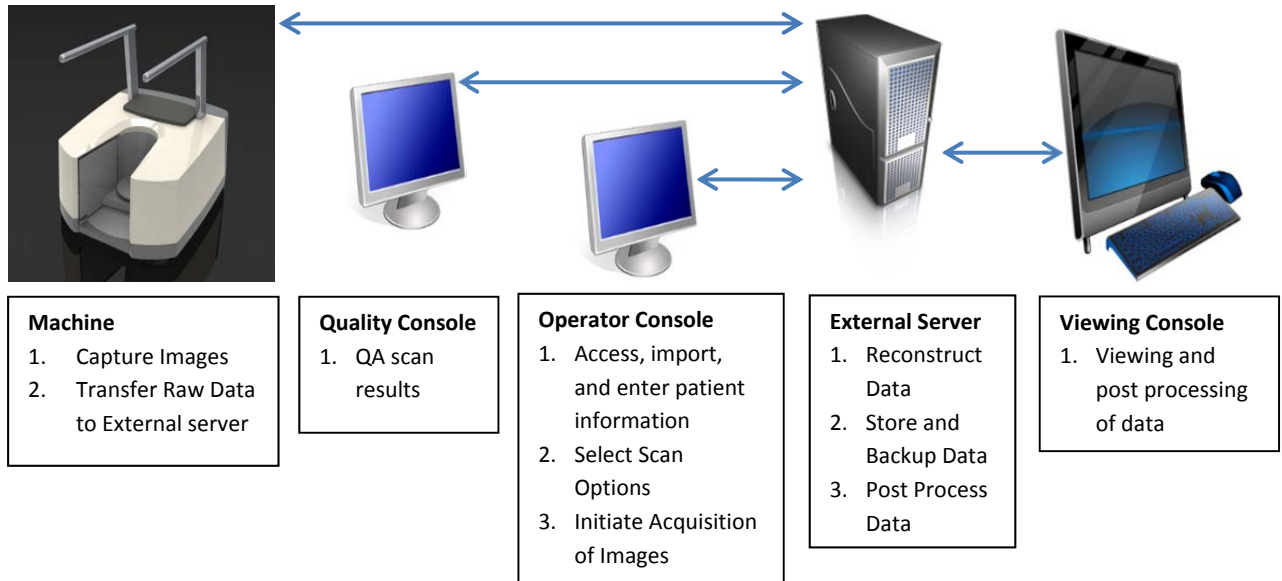 Machine
1. Capture Images
2. Transfer Raw Data
to External server
Quality Console
1. QA scan
results
Operator Console
1. Access, import,
and enter patient
information
2. Select Scan
Options
3. Initiate Acquisition
of Images
External Server
1. Reconstruct
Data
2. Store and
Backup Data
3. Post Process
Data
Viewing Console
1. Viewing and
post processing
of data